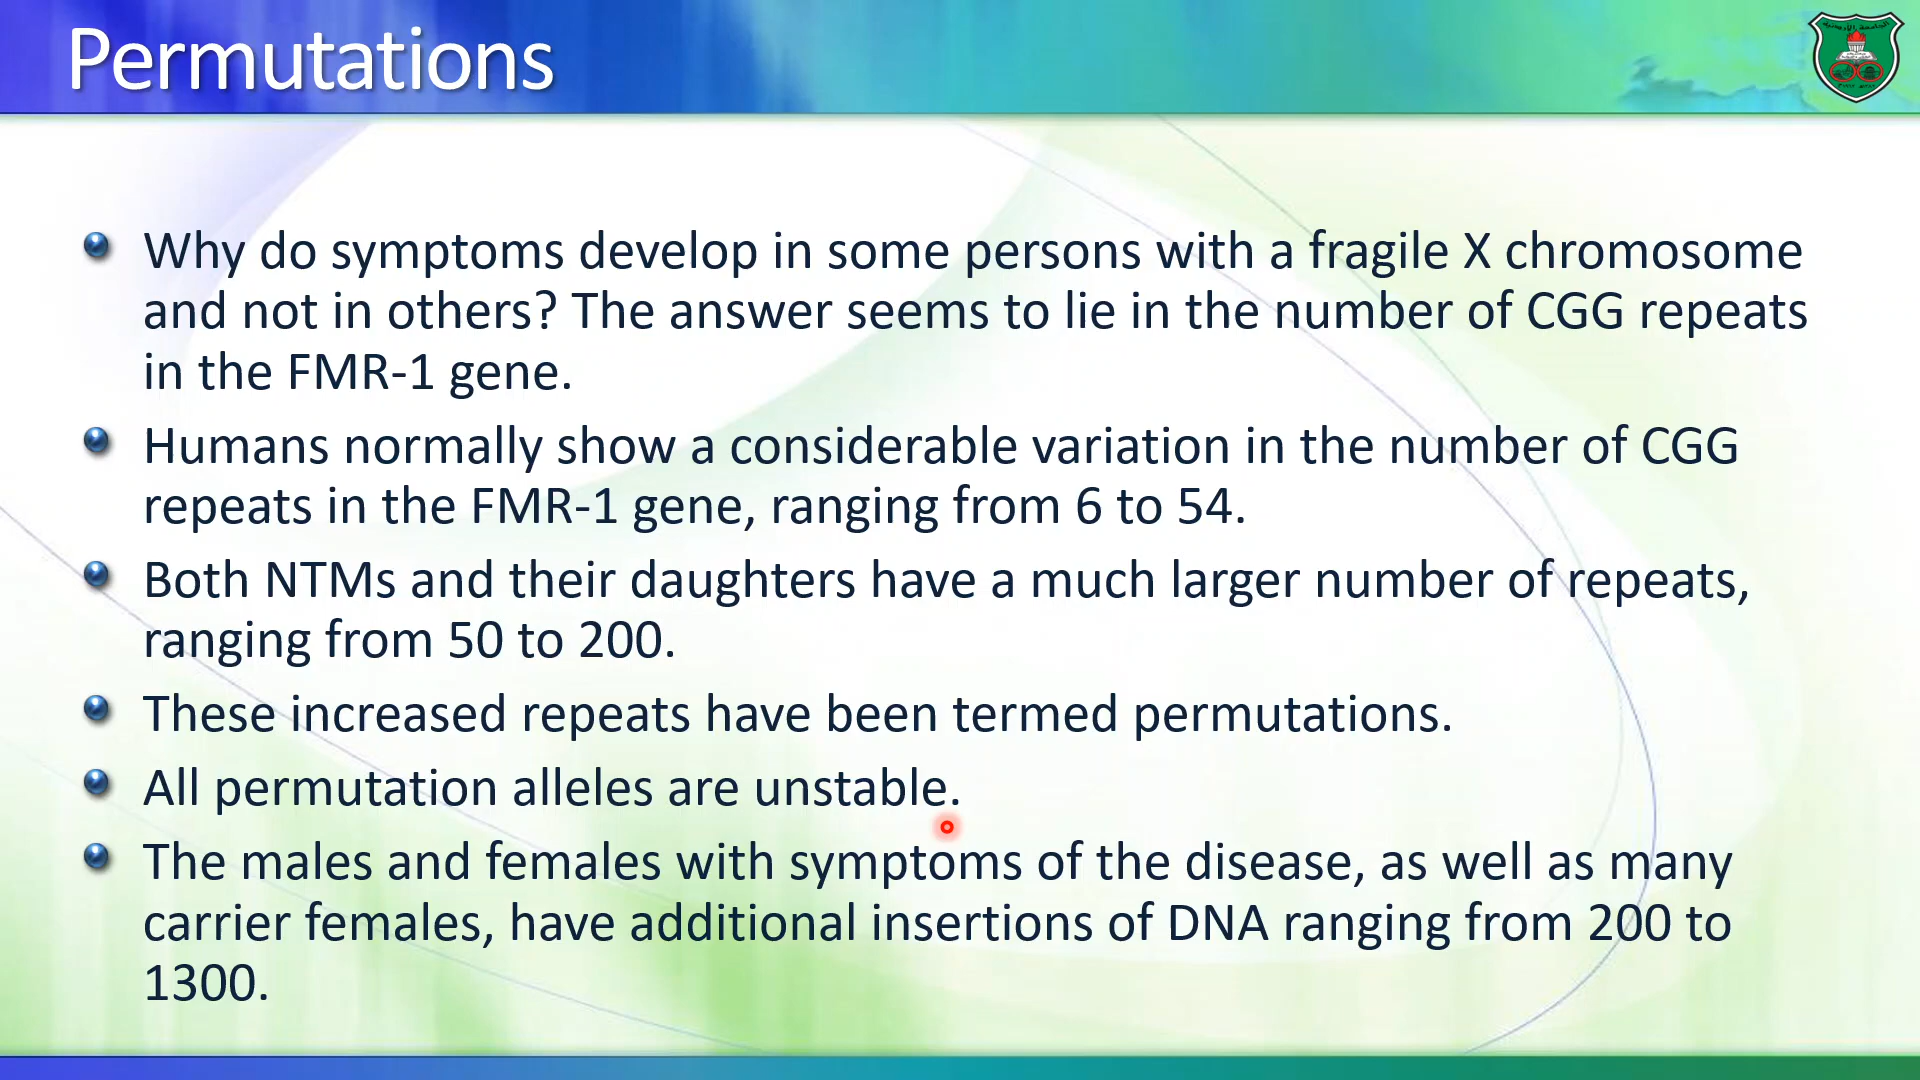 Permutations
Why do symptoms develop in some persons with a fragile X chromosome
and not in others? The answer seems to lie in the number of CGG repeats
in the FMR-1 gene.
Humans normally show a considerable variation in the number of CGG
repeats in the FMR-1 gene, ranging from 6 to 54.
Both NTMs and their daughters have a much larger number of repeats,
ranging from 50 to 200.
These increased repeats have been termed permutations.
All permutation alleles are unstable.
The males and females with symptoms of the disease, as well as many
carrier females, have additional insertions of DNA ranging from 200 to
1300.